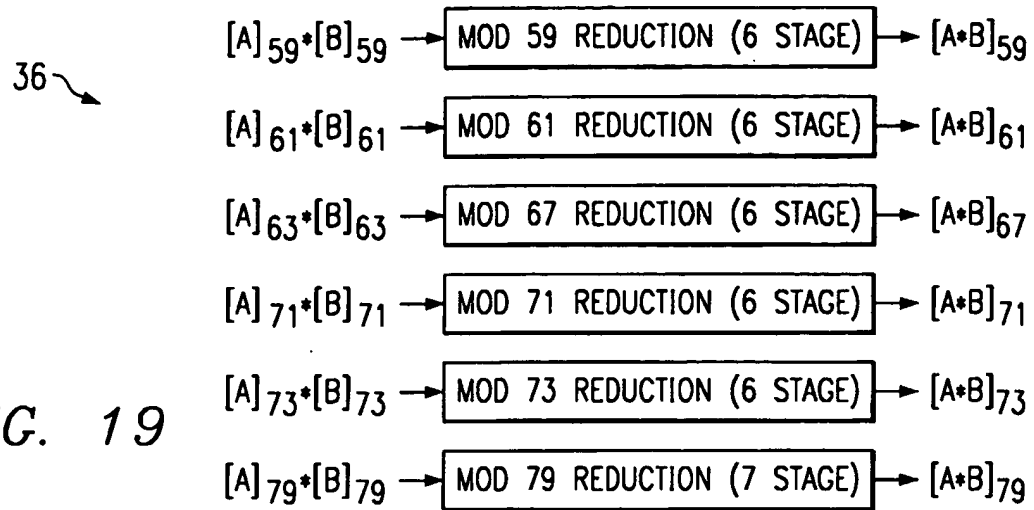 [A]59*[B]59 MOD 59 REDUCTION (6 STAGE) [A*B]59
36
[A]61*[B]61 MOD 61 REDUCTION (6 STAGE) [A*B]61
[A]63*[B]63 MOD 67 REDUCTION (6 STAGE) [A*B]67
[A]71*[B]71 MOD 71 REDUCTION (6 STAGE) [A*B]71
[A]73*[B]73 MOD 73 REDUCTION (6 STAGE) [A*B]73
G. 19
[A]79*[B]79 MOD 79 REDUCTION (7 STAGE) [A*B]79